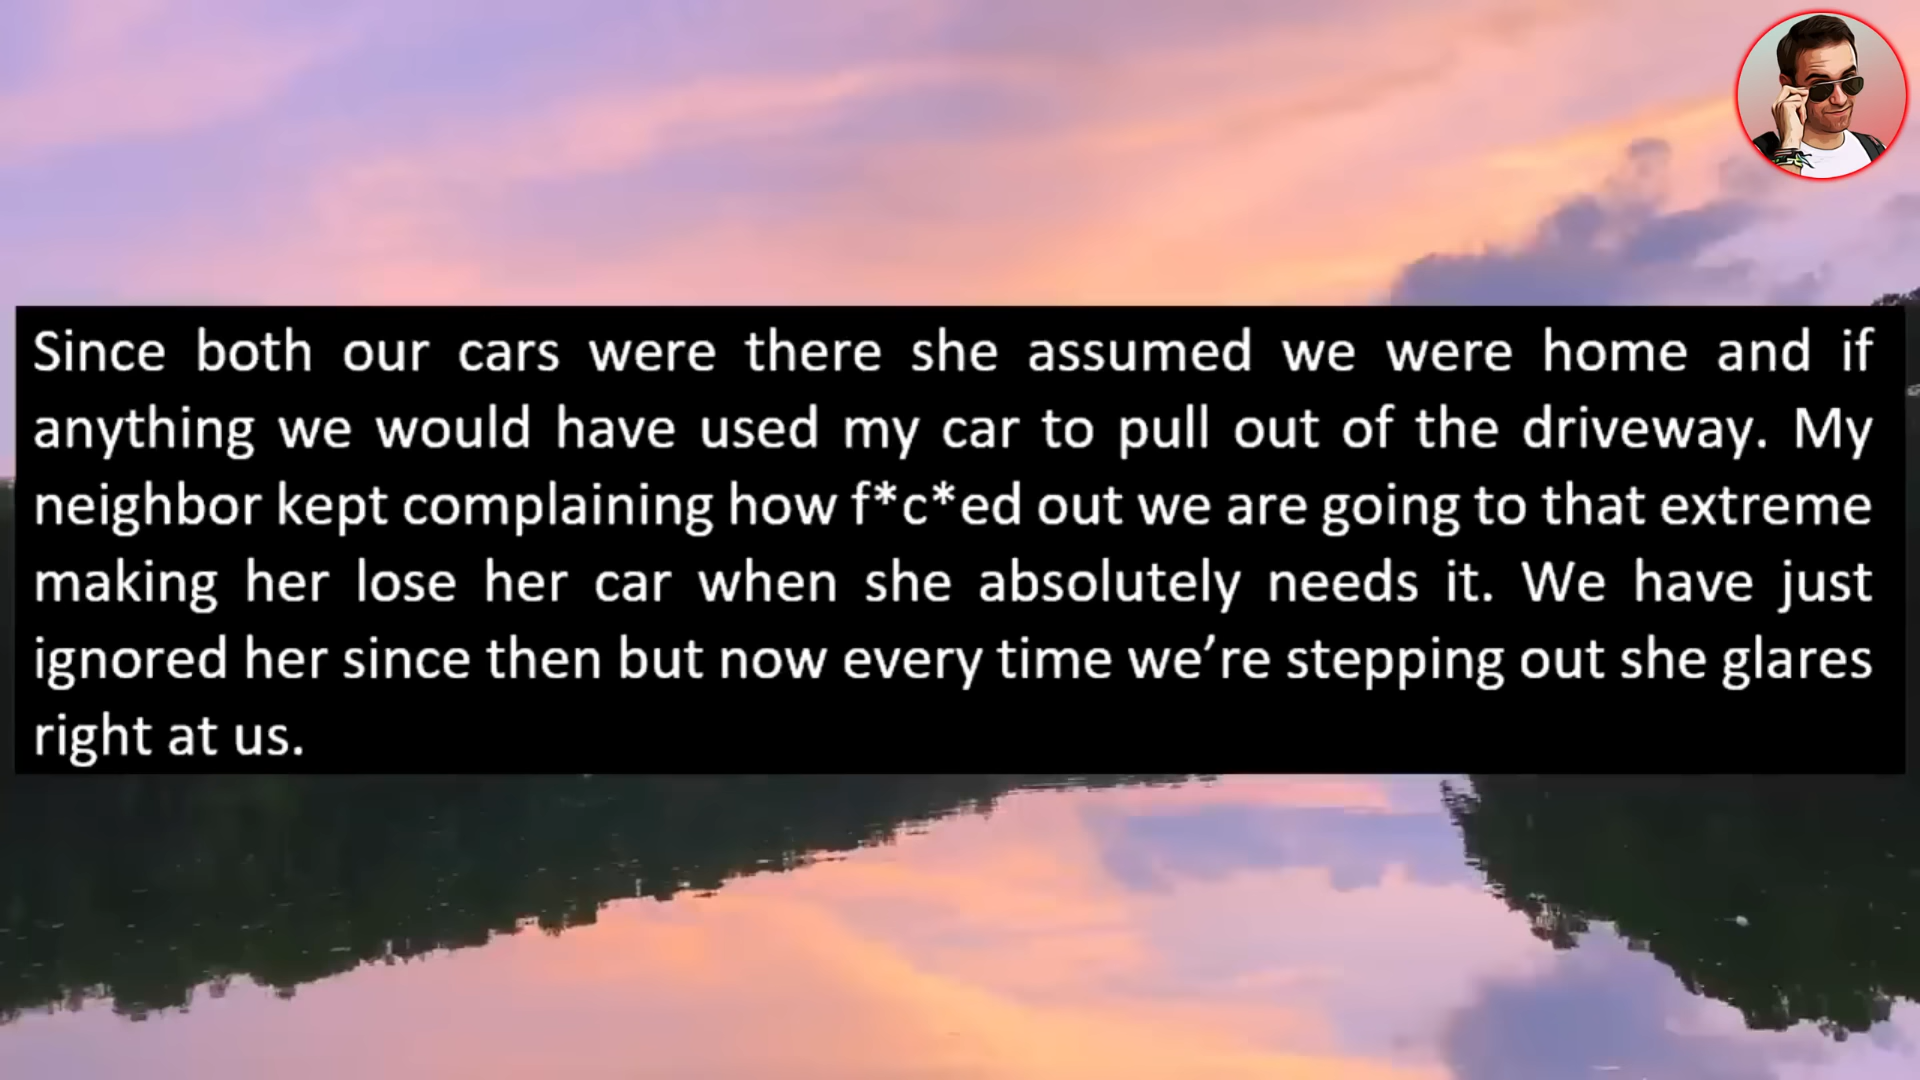 Since both our cars were there she assumed we were home and if
anything we would have used my car to pull out of the driveway. My
neighbor kept complaining how f*c*ed out we are going to that extreme
making her lose her car when she absolutely needs it. We have just
ignored her since then but now every time we’re stepping out she glares
right at us.